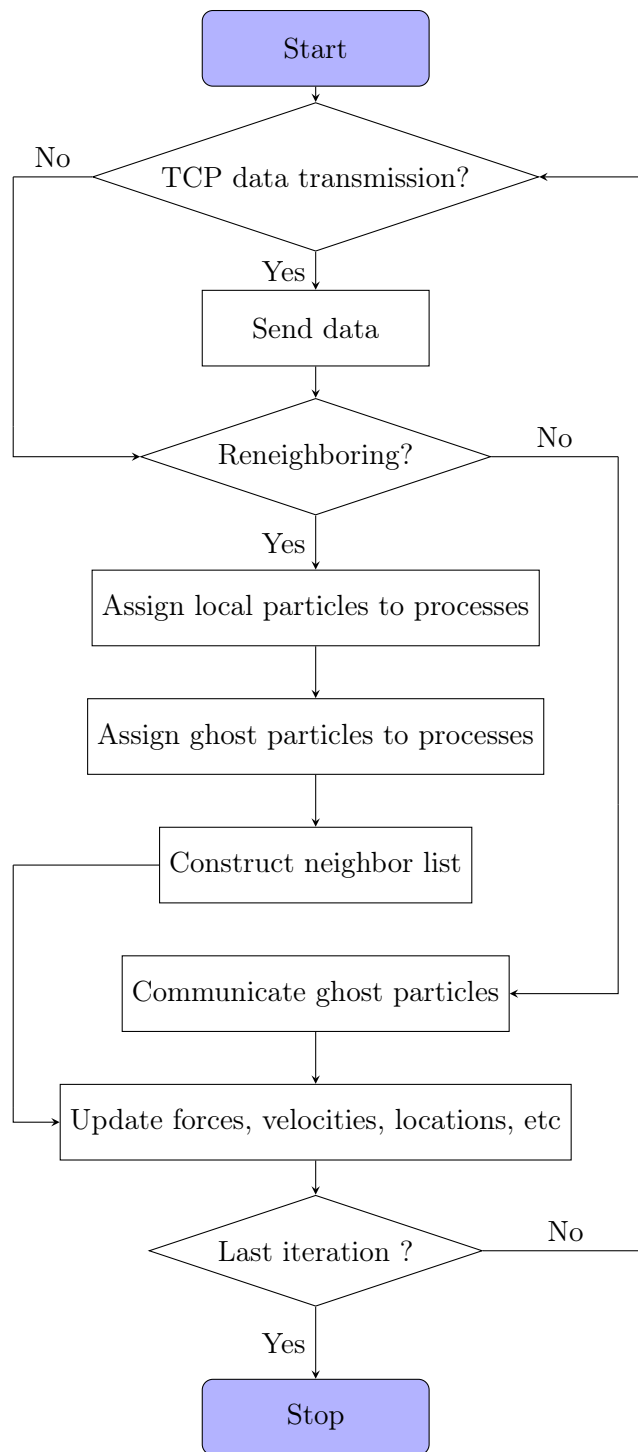 Start
No
TCP data transmission?
Yes
Send data
Reneighboring?
No
Yes
Assign local particles to processes
Assign ghost particles to processes
Construct neighbor list
Communicate ghost particles
Update forces, velocities, locations, etc
Last iteration ?
No
Yes
Stop